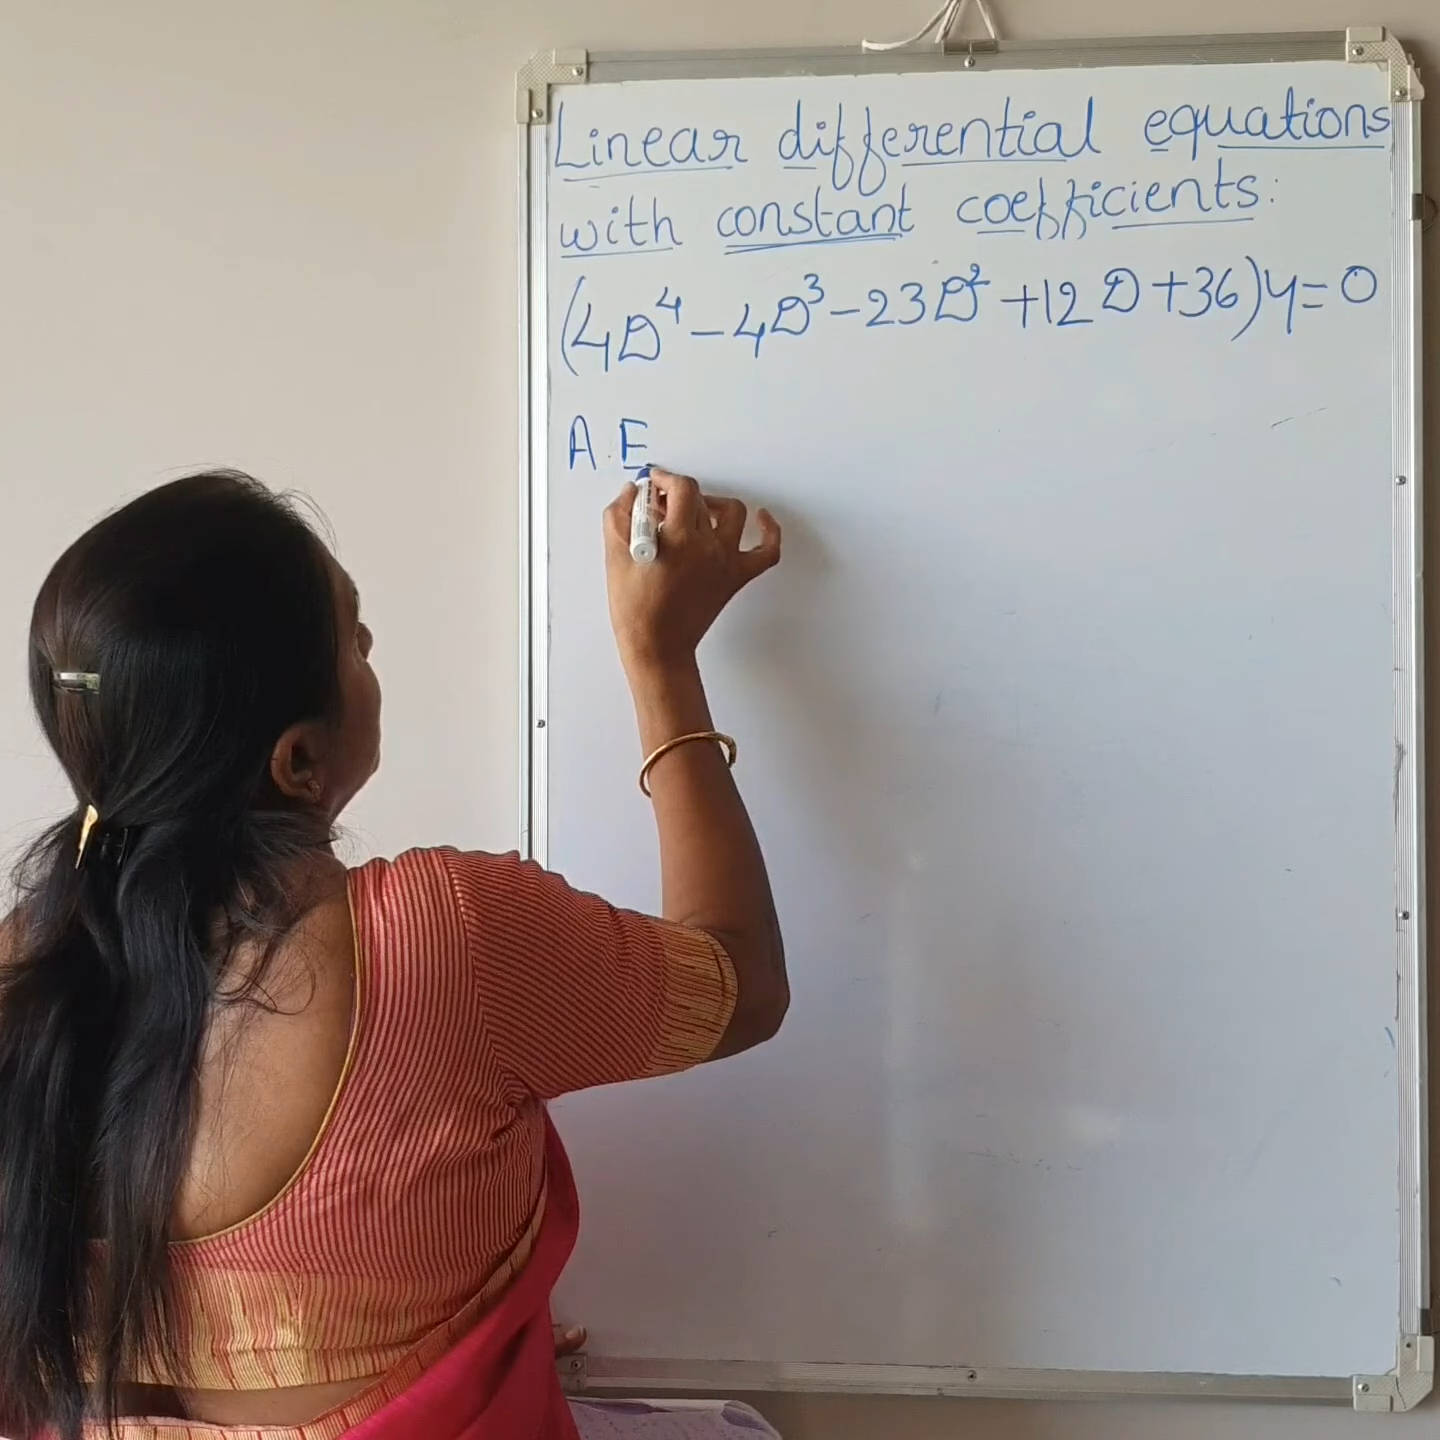 Linear differential equations
with constant coefficients:
(4D⁴ - 4D³ - 23D² + 12D + 36)y = 0
A.E